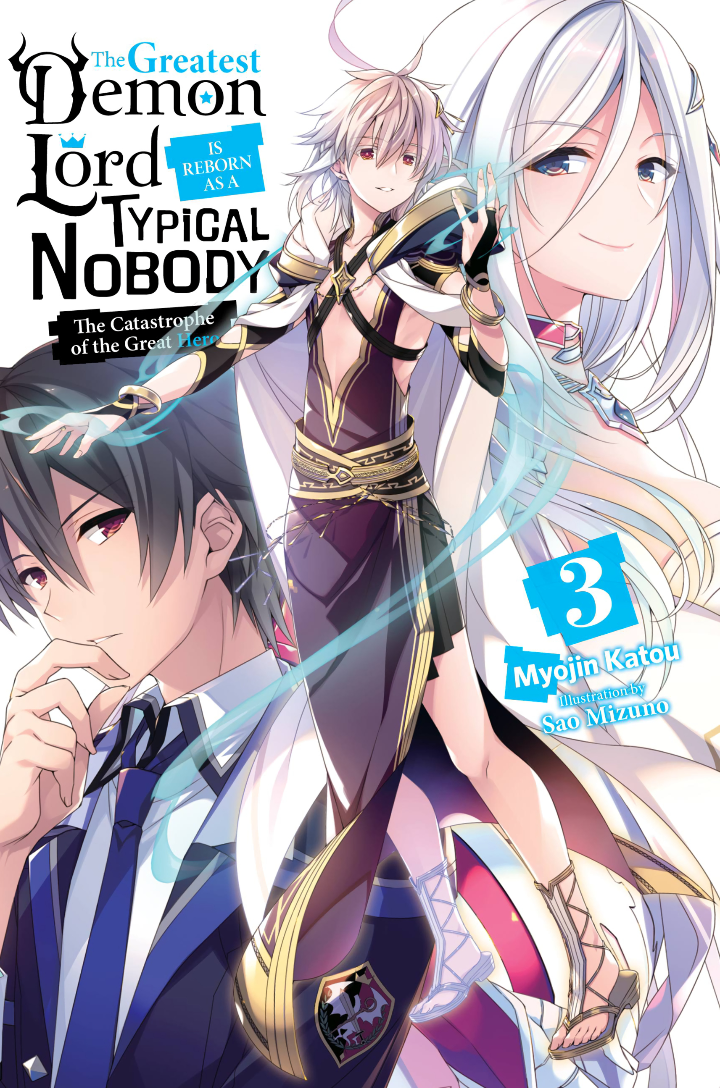 The Greatest
Demon
Lord
IS
REBORN
AS A
TYPICAL
NOBODY
The Catastrophe
of the Great Hero
3
Myojin Katou
Illustration by
Sao Mizuno